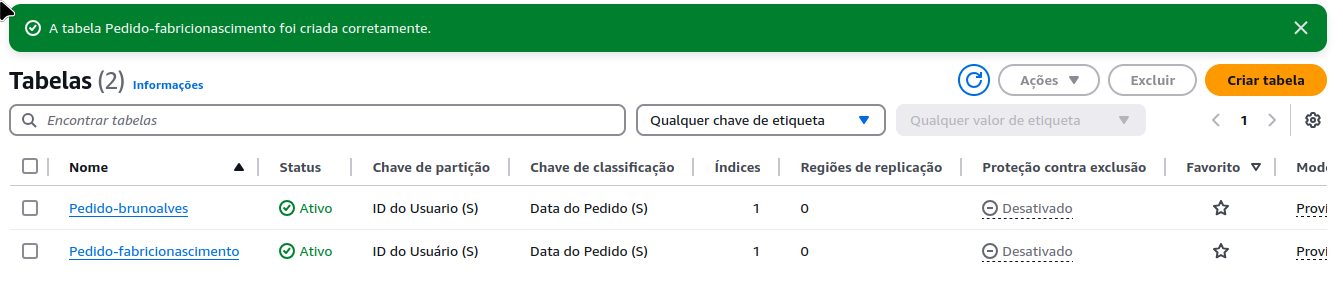 A tabela Pedido-fabricionascimento foi criada corretamente.
Tabelas (2) Informações Ações Excluir Criar tabela
Encontrar tabelas Qualquer chave de etiqueta Qualquer valor de etiqueta 1
Nome Status Chave de partição Chave de classificação Índices Regiões de replicação Proteção contra exclusão Favorito Mod
Pedido-brunoalves Ativo ID do Usuario (S) Data do Pedido (S) 1 0 Desativado Provi
Pedido-fabricionascimento Ativo ID do Usuário (S) Data do Pedido (S) 1 0 Desativado Provi